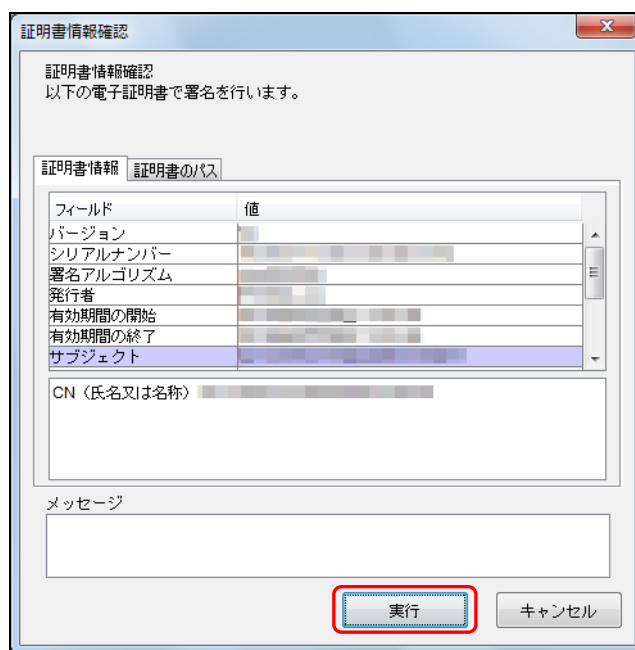 証明書情報確認
証明書情報確認
以下の電子証明書で署名を行います。
証明書情報 証明書のパス
フィールド 値
バージョン
シリアルナンバー
署名アルゴリズム
発行者
有効期間の開始
有効期間の終了
サブジェクト
CN（氏名又は名称）
メッセージ
実行 キャンセル